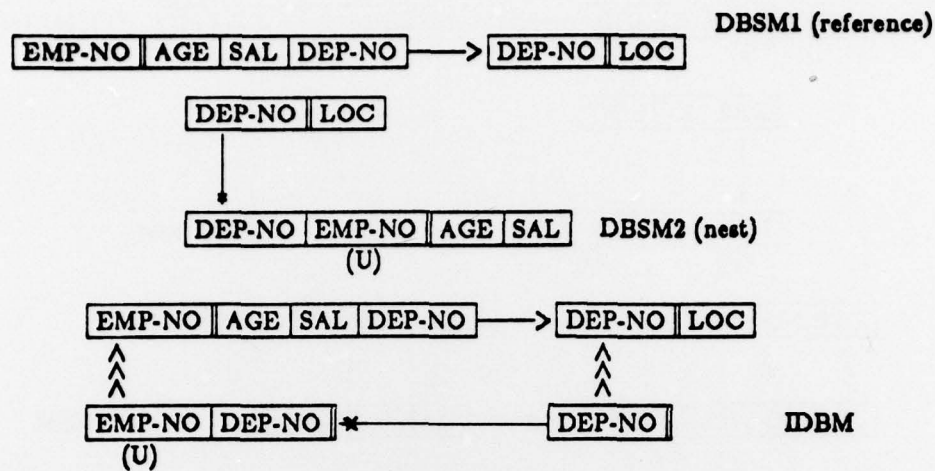 DBSM1 (reference)
EMP-NO AGE SAL DEP-NO DEP-NO LOC
DEP-NO LOC
DEP-NO EMP-NO AGE SAL DBSM2 (nest)
(U)
EMP-NO AGE SAL DEP-NO DEP-NO LOC
EMP-NO DEP-NO DEP-NO IDBM
(U)